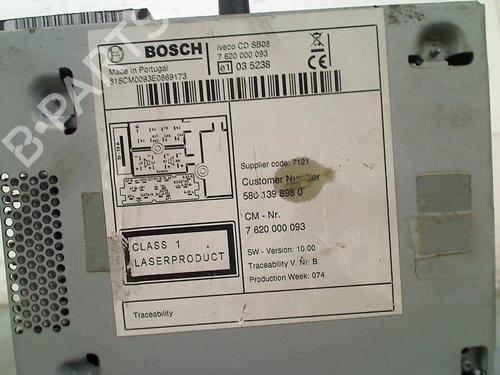 BOSCH
Made in Portugal
815CM0093E0669173
Iveco CD SB08
7 620 000 093
e1 03 5238
CE
Supplier code: 7121
Customer Number
580 139 898 0
CM - Nr.
7 620 000 093
SW - Version: 10.00
Traceability V. Nr: B
Production Week: 074
CLASS 1
LASERPRODUCT
Traceability
B-PARTS